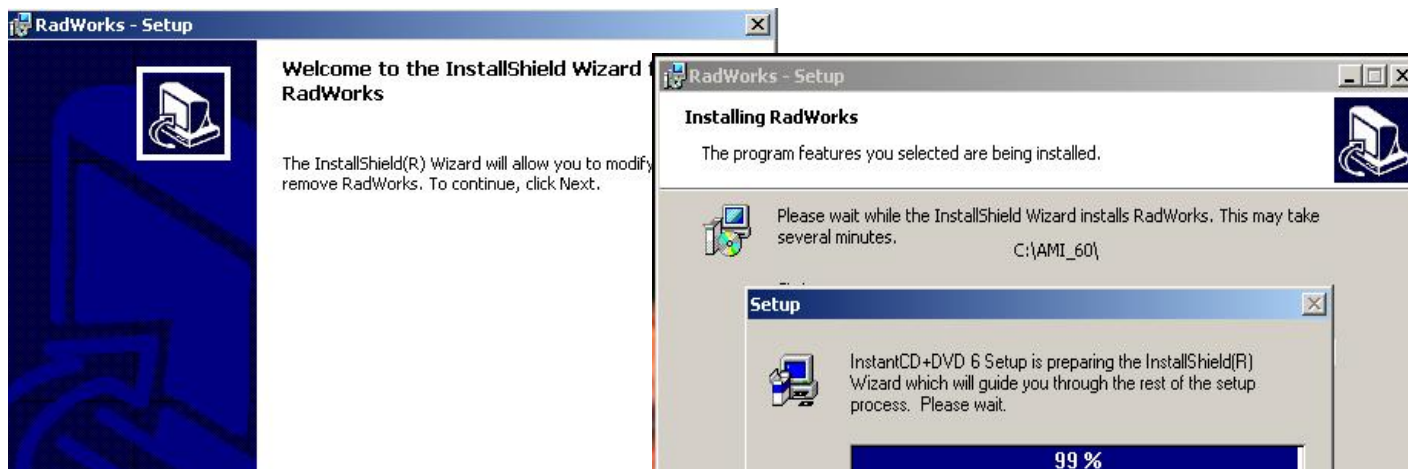 RadWorks - Setup
Welcome to the InstallShield Wizard
RadWorks
The InstallShield(R) Wizard will allow you to modify
remove RadWorks. To continue, click Next.
RadWorks - Setup
Installing RadWorks
The program features you selected are being installed.
Please wait while the InstallShield Wizard installs RadWorks. This may take
several minutes.
C:\AMI_60\
Setup
InstantCD+DVD 6 Setup is preparing the InstallShield(R)
Wizard which will guide you through the rest of the setup
process. Please wait.
99 %